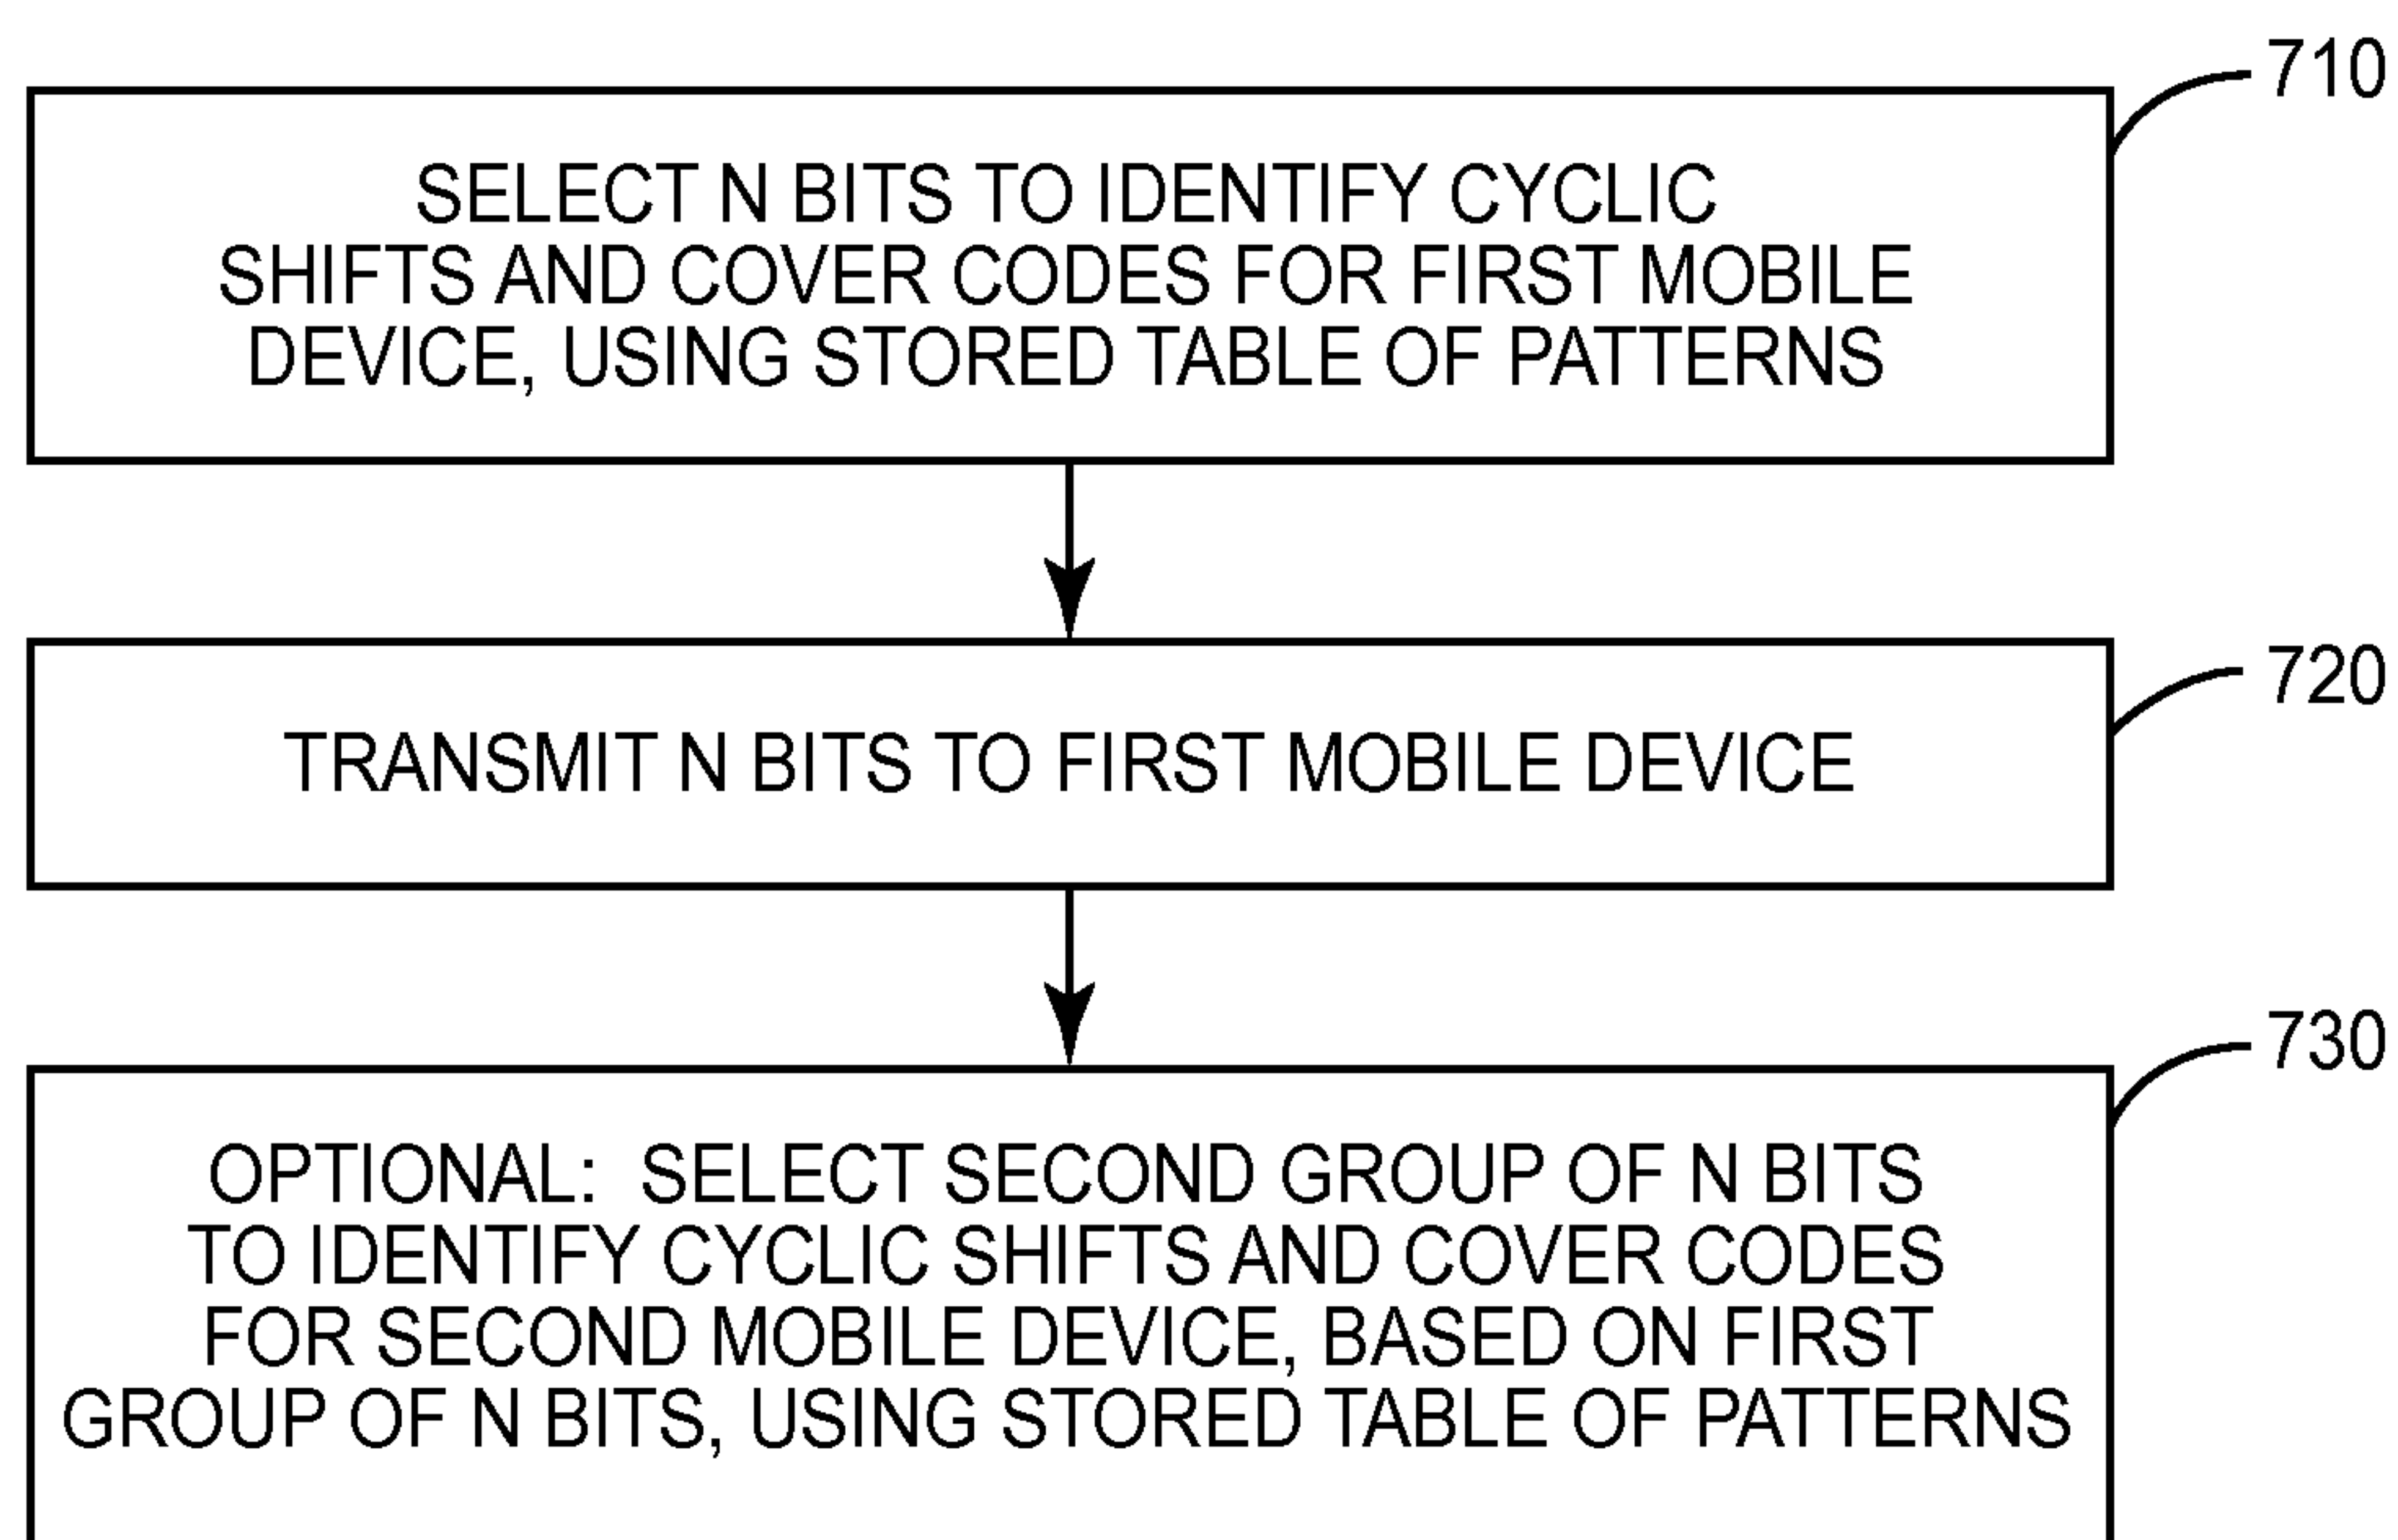 710
SELECT N BITS TO IDENTIFY CYCLIC
SHIFTS AND COVER CODES FOR FIRST MOBILE
DEVICE, USING STORED TABLE OF PATTERNS
720
TRANSMIT N BITS TO FIRST MOBILE DEVICE
730
OPTIONAL: SELECT SECOND GROUP OF N BITS
TO IDENTIFY CYCLIC SHIFTS AND COVER CODES
FOR SECOND MOBILE DEVICE, BASED ON FIRST
GROUP OF N BITS, USING STORED TABLE OF PATTERNS